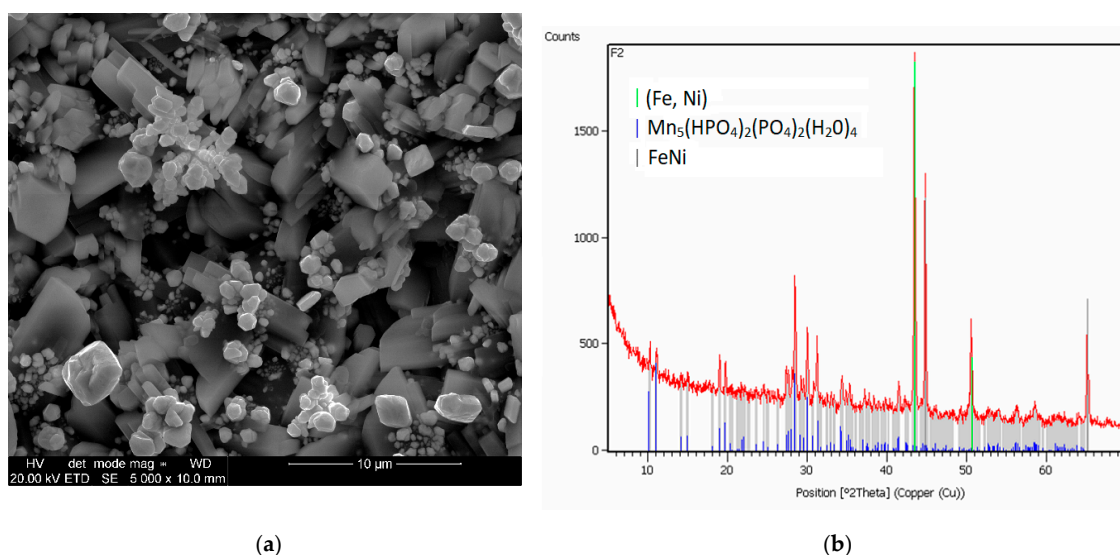 HV det mode mag WD
20.00 kV ETD SE 5 000 x 10.0 mm
10 µm
(a)
Counts
F2
(Fe, Ni)
Mn₅(HPO₄)₂(PO₄)₂(H₂0)₄
FeNi
1500
1000
500
0
10 20 30 40 50 60
Position [°2Theta] (Copper (Cu))
(b)